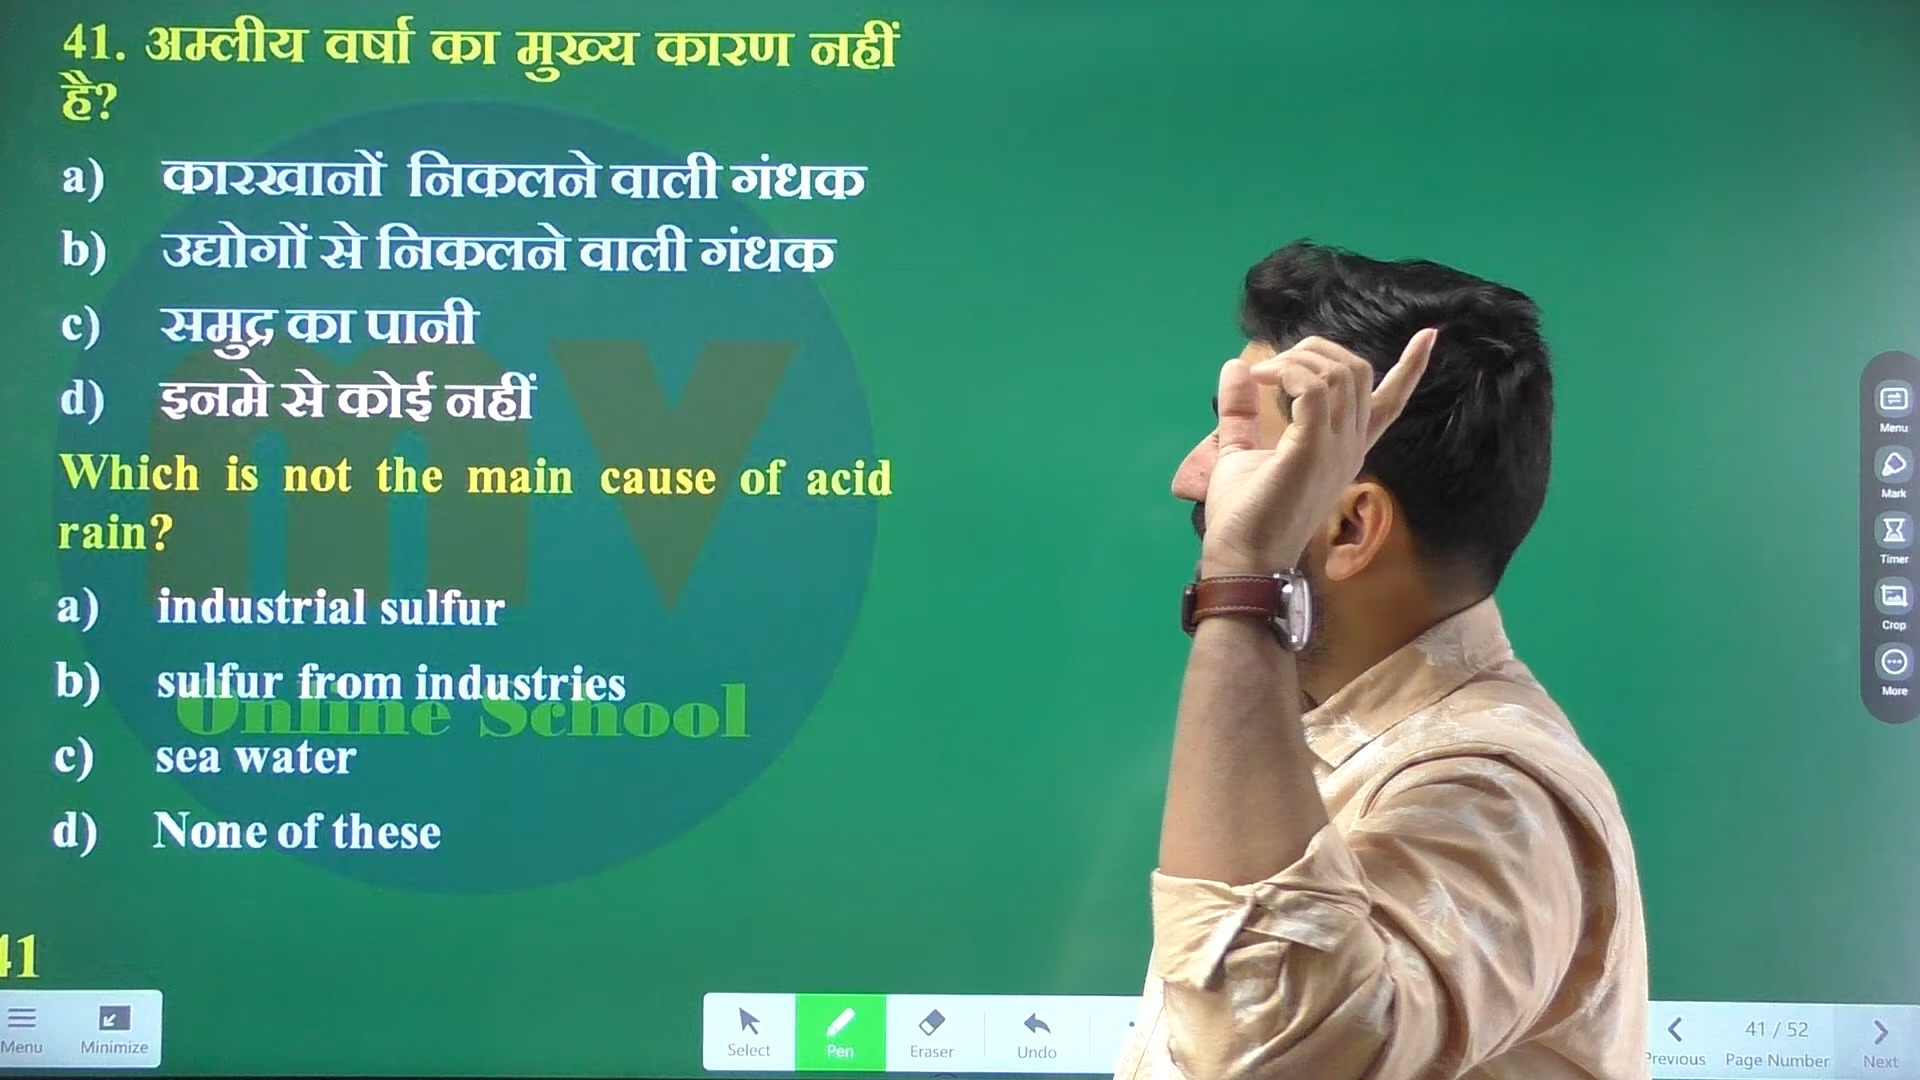 41. अम्लीय वर्षा का मुख्य कारण नहीं
है?
a) कारखानों निकलने वाली गंधक
b) उद्योगों से निकलने वाली गंधक
c) समुद्र का पानी
d) इनमे से कोई नहीं
Which is not the main cause of acid
rain?
a) industrial sulfur
b) sulfur from industries
c) sea water
d) None of these
mv
Online School
41
Menu
Minimize
Select
Pen
Eraser
Undo
Previous
41 / 52
Page Number
Next
Menu
Mark
Timer
Crop
More